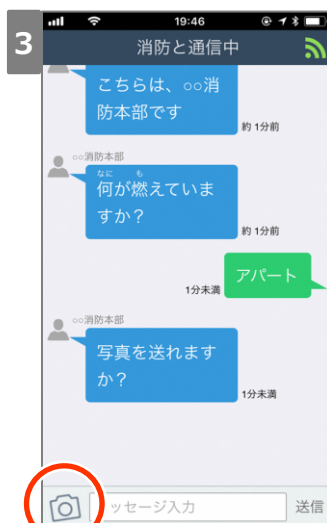 3
19:46
消防と通信中
こちらは、○○消
防本部です
約 1分前
○○消防本部
なに も
何が燃えていま
すか?
約 1分前
アパート
1分未満
○○消防本部
写真を送れます
か?
1分未満
ッセージ入力
送信